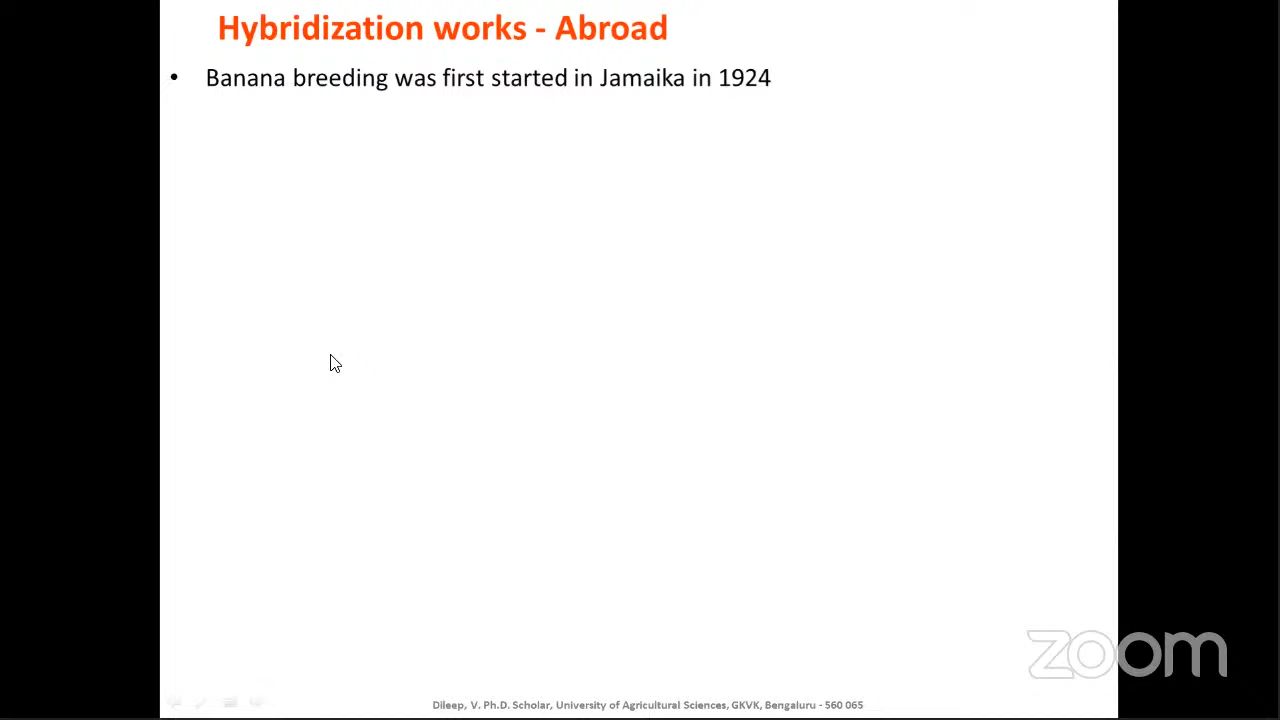 Hybridization works - Abroad
• Banana breeding was first started in Jamaika in 1924
zoom
Dileep, V. Ph.D. Scholar, University of Agricultural Sciences, GKVK, Bengaluru - 560 065